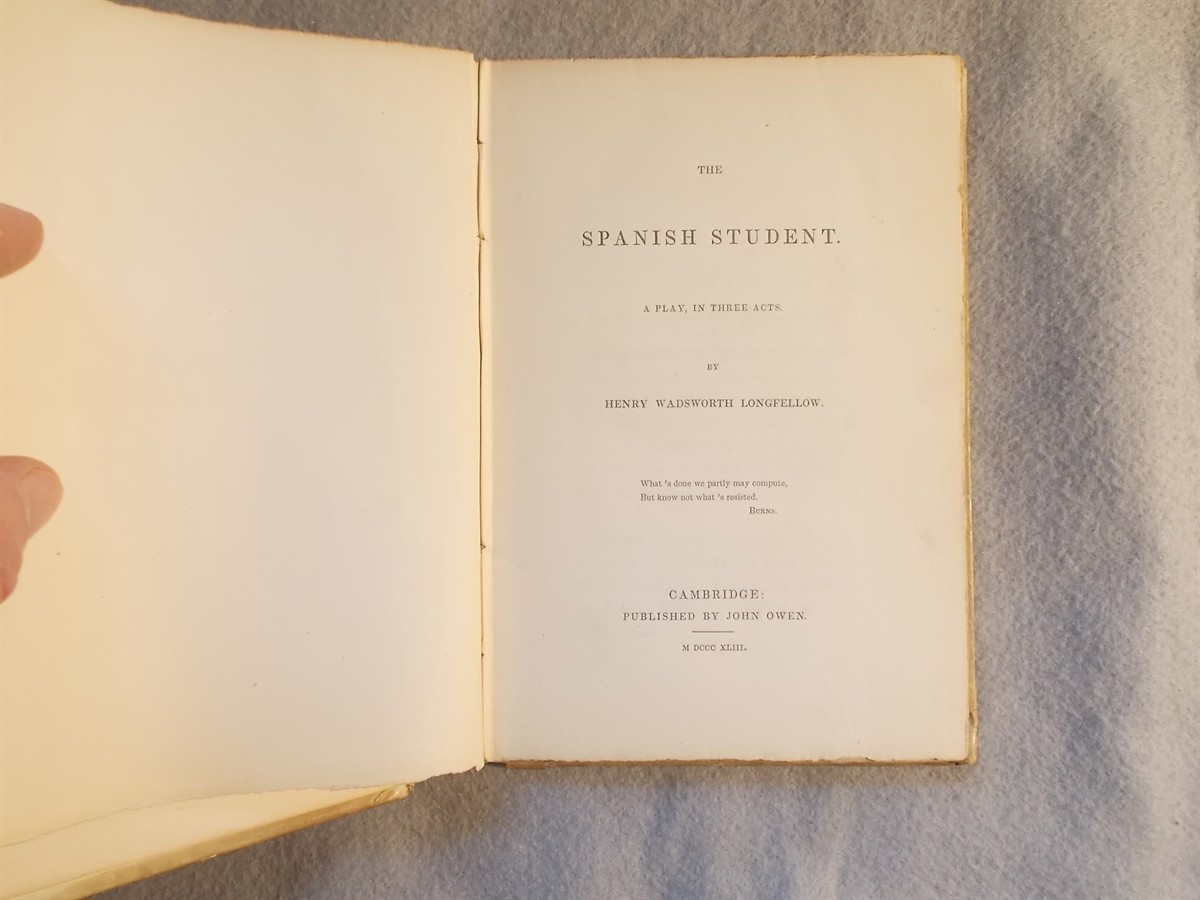 THE
SPANISH STUDENT.
A PLAY, IN THREE ACTS.
BY
HENRY WADSWORTH LONGFELLOW.
What 's done we partly may compute,
But know not what 's resisted.
BURNS.
CAMBRIDGE:
PUBLISHED BY JOHN OWEN.
M DCCC XLIII.